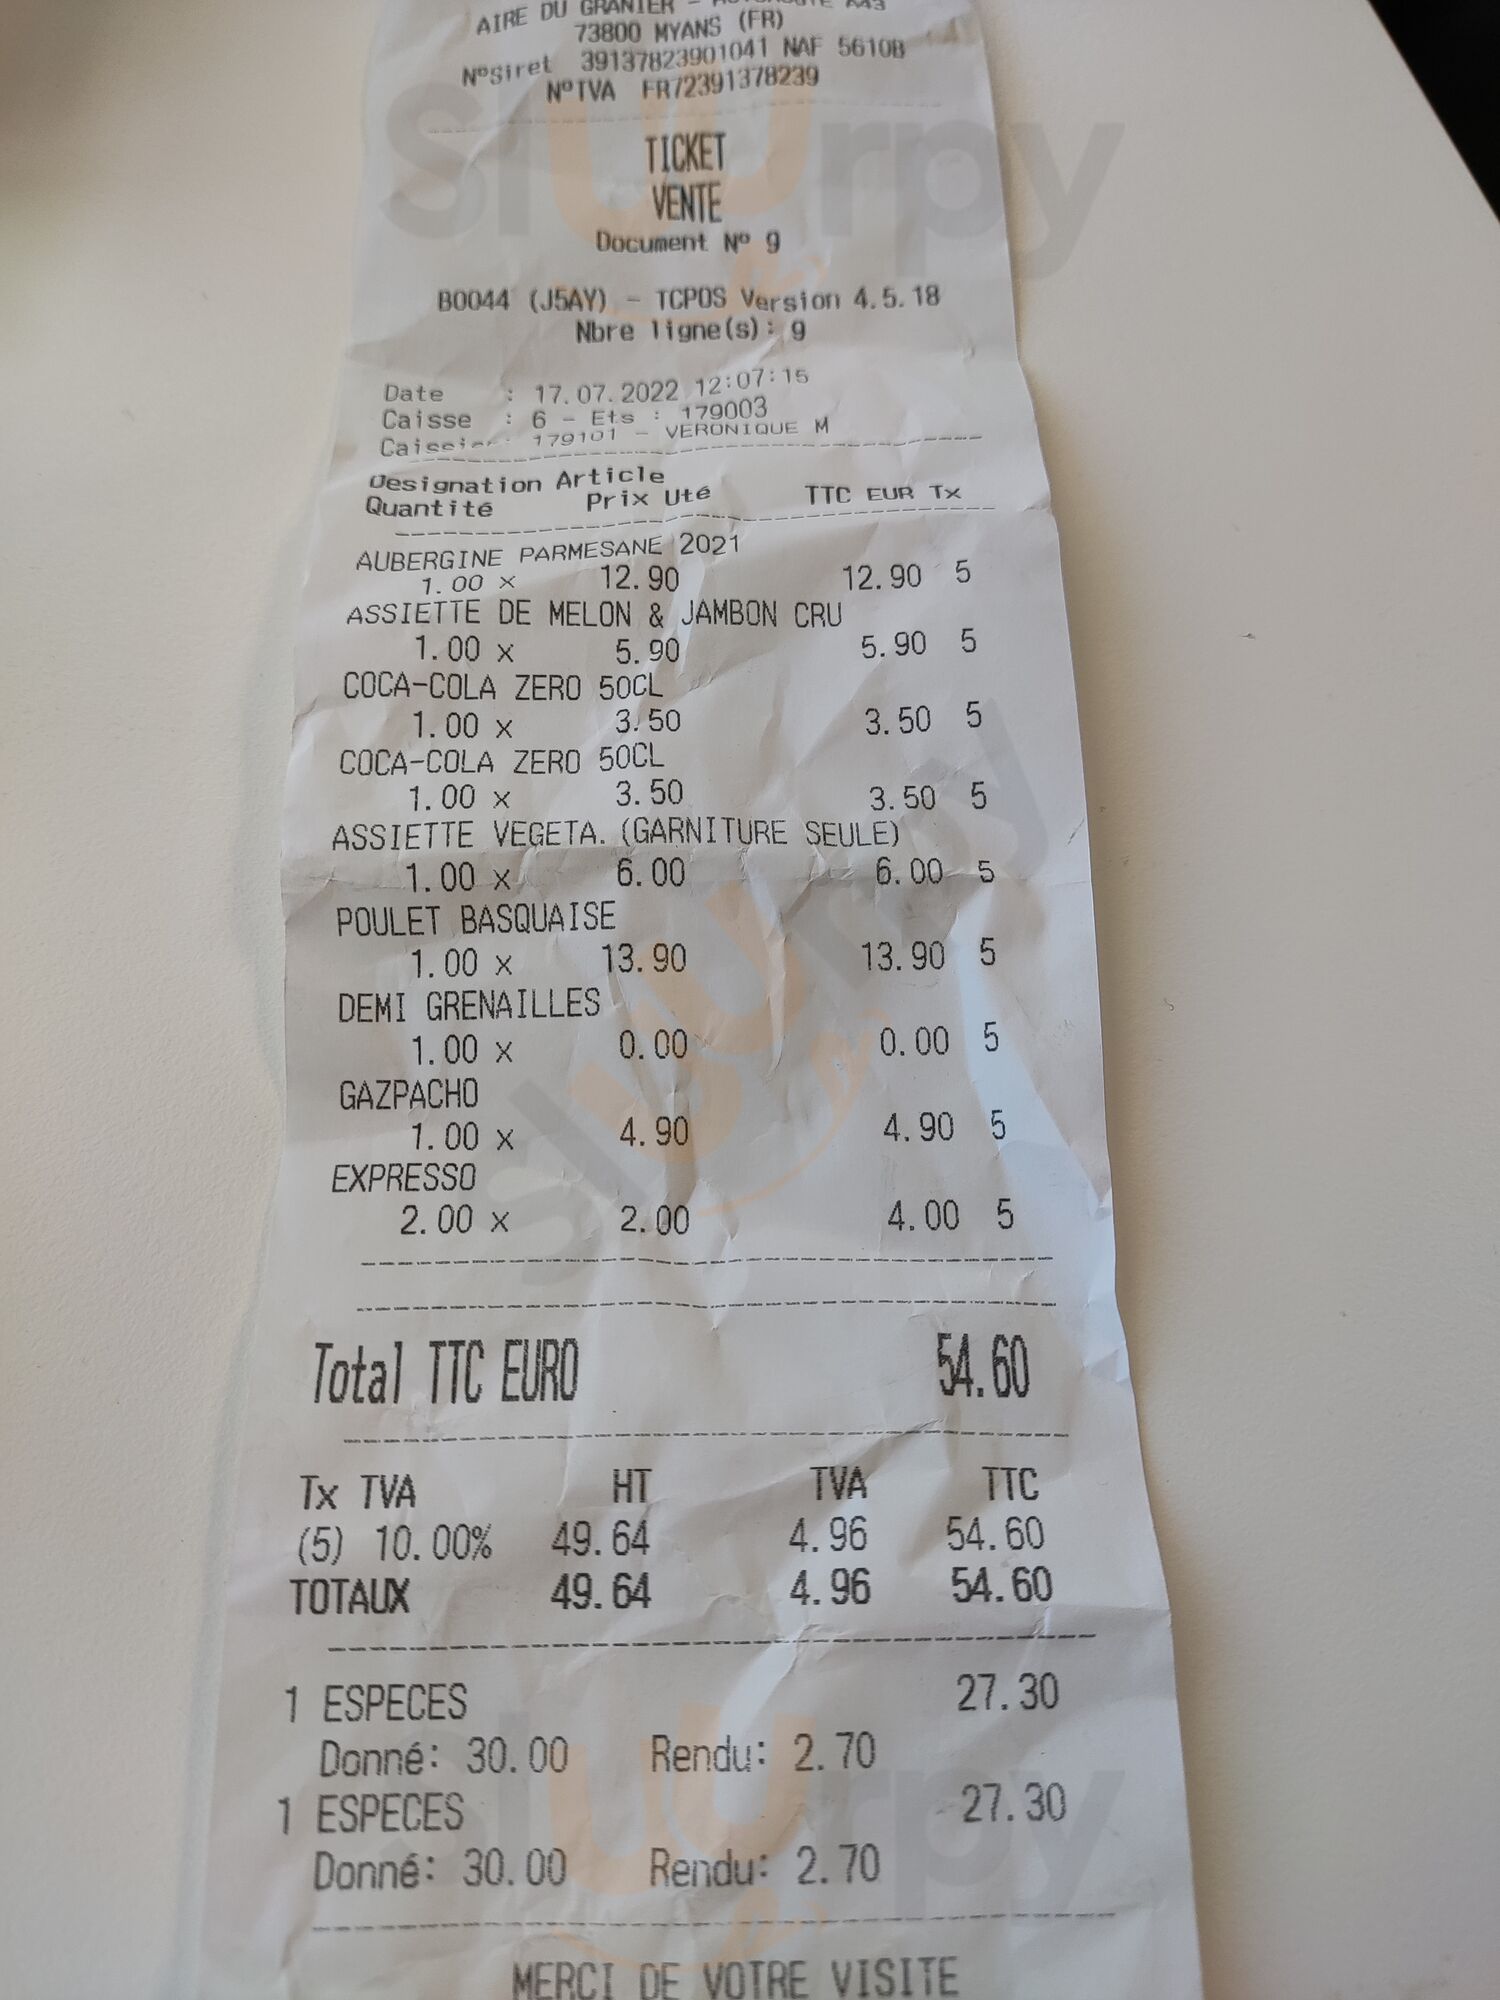 AIRE DU GRANIER - AUTOROUTE A43
73800 MYANS (FR)
N°Siret 39137823901041 NAF 5610B
N°TVA FR72391378239
TICKET
VENTE
Document N° 9
B0044 (J5AY) - TCPOS Version 4.5.18
Nbre ligne(s): 9
Date : 17.07.2022 12:07:15
Caisse : 6 - Ets : 179003
Caissier: 179101 - VERONIQUE M
Designation Article
Quantité Prix Uté TTC EUR Tx
AUBERGINE PARMESANE 2021
1.00 x 12.90 12.90 5
ASSIETTE DE MELON & JAMBON CRU
1.00 x 5.90 5.90 5
COCA-COLA ZERO 50CL
1.00 x 3.50 3.50 5
COCA-COLA ZERO 50CL
1.00 x 3.50 3.50 5
ASSIETTE VEGETA. (GARNITURE SEULE)
1.00 x 6.00 6.00 5
POULET BASQUAISE
1.00 x 13.90 13.90 5
DEMI GRENAILLES
1.00 x 0.00 0.00 5
GAZPACHO
1.00 x 4.90 4.90 5
EXPRESSO
2.00 x 2.00 4.00 5
Total TTC EURO 54.60
Tx TVA HT TVA TTC
(5) 10.00% 49.64 4.96 54.60
TOTAUX 49.64 4.96 54.60
1 ESPECES 27.30
Donné: 30.00 Rendu: 2.70
1 ESPECES 27.30
Donné: 30.00 Rendu: 2.70
MERCI DE VOTRE VISITE
sluurpy
sluurpy
sluurpy